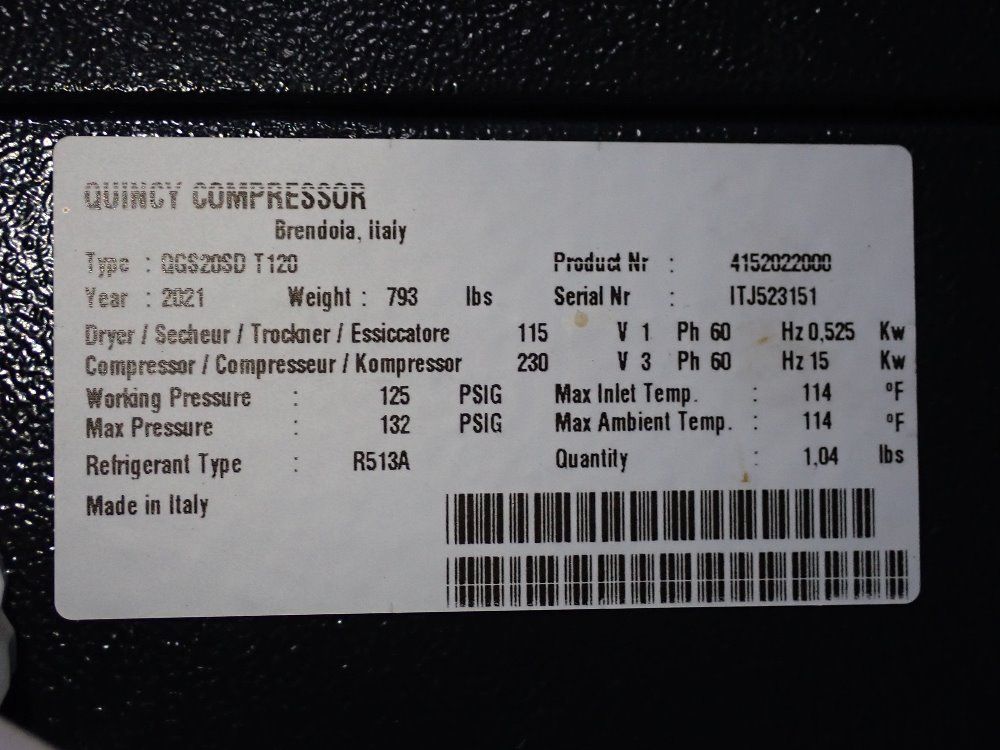 QUINCY COMPRESSOR
Brendola, Italy
Type : QGS20SD T120 Product Nr : 4152022000
Year : 2021 Weight : 793 lbs Serial Nr : ITJ523151
Dryer / Secheur / Trockner / Essiccatore 115 V 1 Ph 60 Hz 0,525 Kw
Compressor / Compresseur / Kompressor 230 V 3 Ph 60 Hz 15 Kw
Working Pressure : 125 PSIG Max Inlet Temp. : 114 °F
Max Pressure : 132 PSIG Max Ambient Temp. : 114 °F
Refrigerant Type : R513A Quantity : 1,04 lbs
Made in Italy